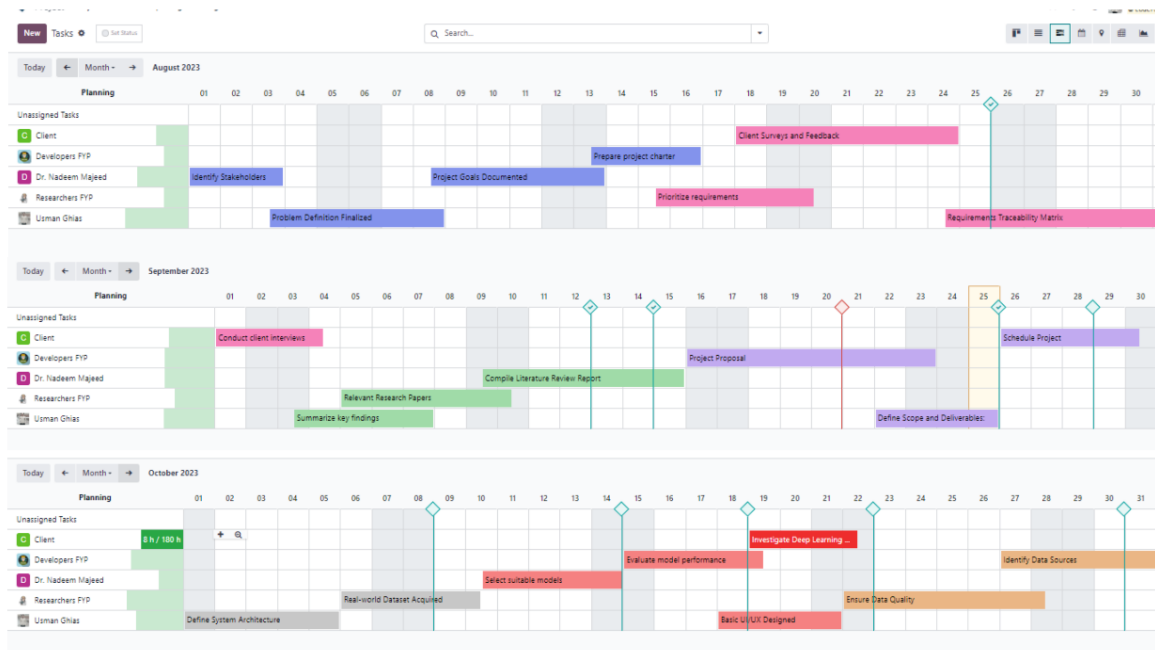 New Tasks Set Status Search...
Today Month August 2023
Planning 01 02 03 04 05 06 07 08 09 10 11 12 13 14 15 16 17 18 19 20 21 22 23 24 25 26 27 28 29 30
Unassigned Tasks
C Client Client Surveys and Feedback
Developers FYP Prepare project charter
D Dr. Nadeem Majeed Identify Stakeholders Project Goals Documented
Researchers FYP Prioritize requirements
Usman Ghias Problem Definition Finalized Requirements Traceability Matrix
Today Month September 2023
Planning 01 02 03 04 05 06 07 08 09 10 11 12 13 14 15 16 17 18 19 20 21 22 23 24 25 26 27 28 29 30
Unassigned Tasks
C Client Conduct client interviews Schedule Project
Developers FYP Project Proposal
D Dr. Nadeem Majeed Compile Literature Review Report
Researchers FYP Relevant Research Papers
Usman Ghias Summarize key findings Define Scope and Deliverables:
Today Month October 2023
Planning 01 02 03 04 05 06 07 08 09 10 11 12 13 14 15 16 17 18 19 20 21 22 23 24 25 26 27 28 29 30 31
Unassigned Tasks
C Client 8 h / 180 h Investigate Deep Learning ...
Developers FYP Evaluate model performance Identify Data Sources
D Dr. Nadeem Majeed Select suitable models
Researchers FYP Real-world Dataset Acquired Ensure Data Quality
Usman Ghias Define System Architecture Basic UI/UX Designed